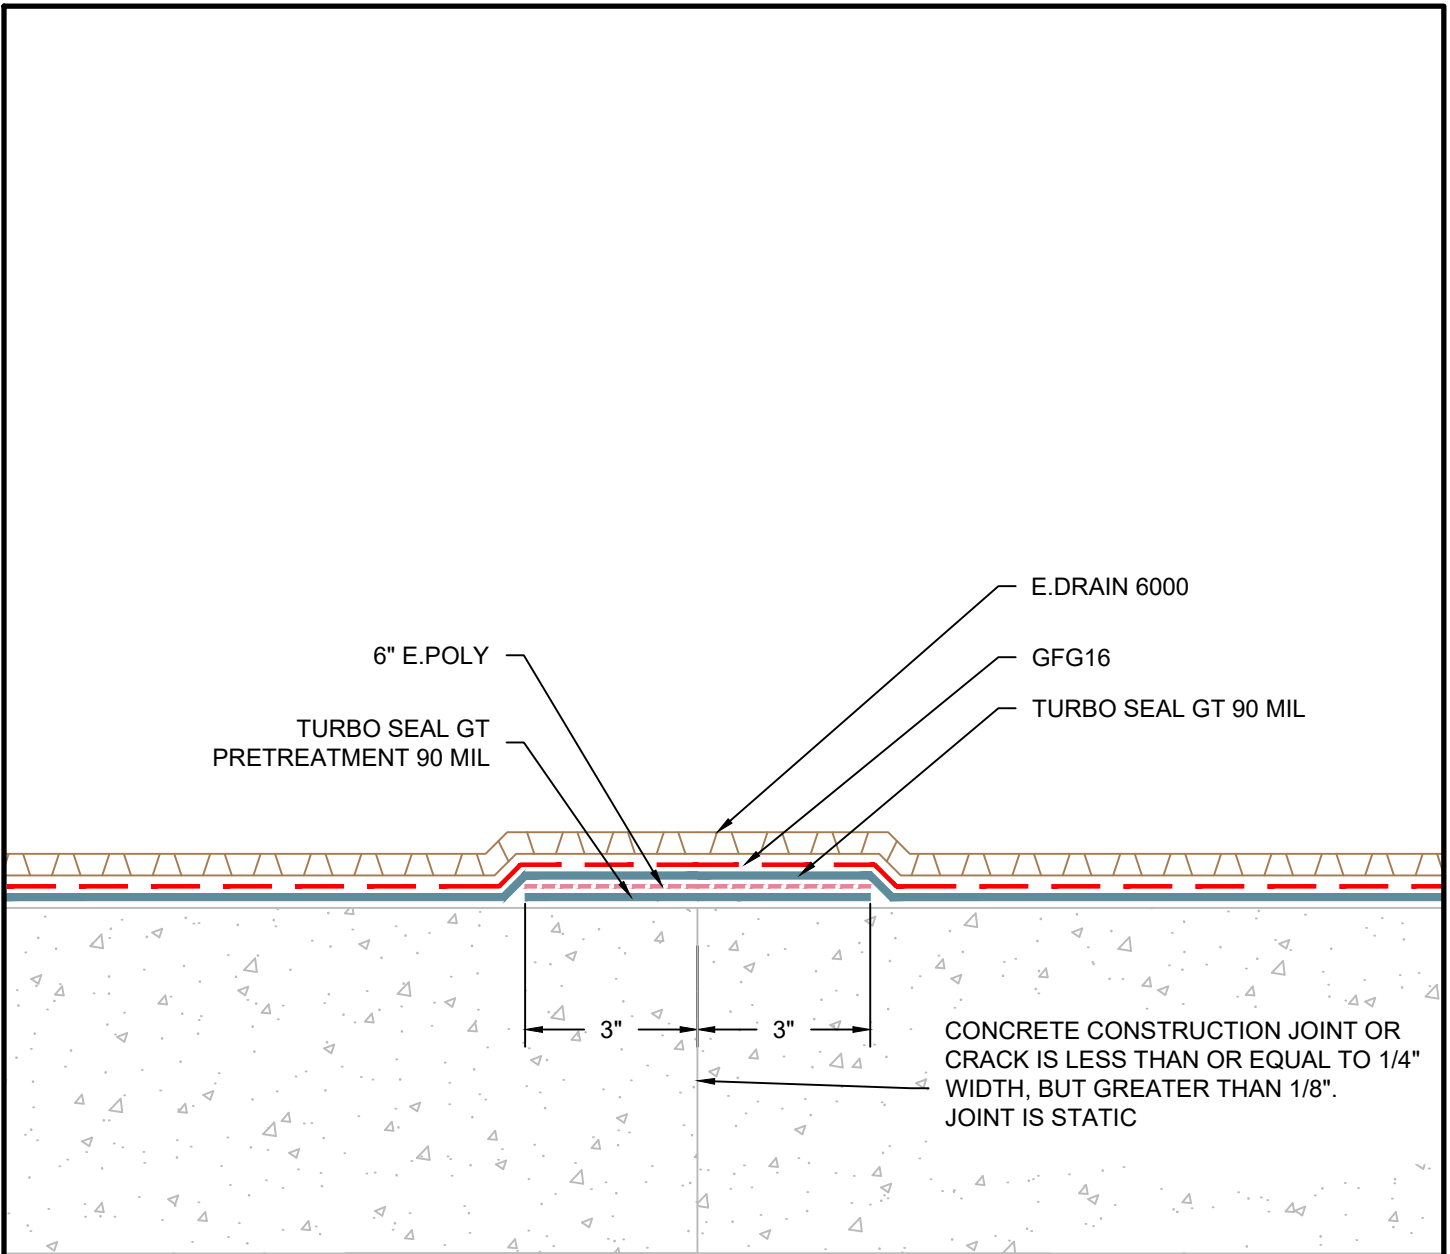 E.DRAIN 6000
6" E.POLY
GFG16
TURBO SEAL GT 90 MIL
TURBO SEAL GT
PRETREATMENT 90 MIL
3"
3"
CONCRETE CONSTRUCTION JOINT OR
CRACK IS LESS THAN OR EQUAL TO 1/4"
WIDTH, BUT GREATER THAN 1/8".
JOINT IS STATIC